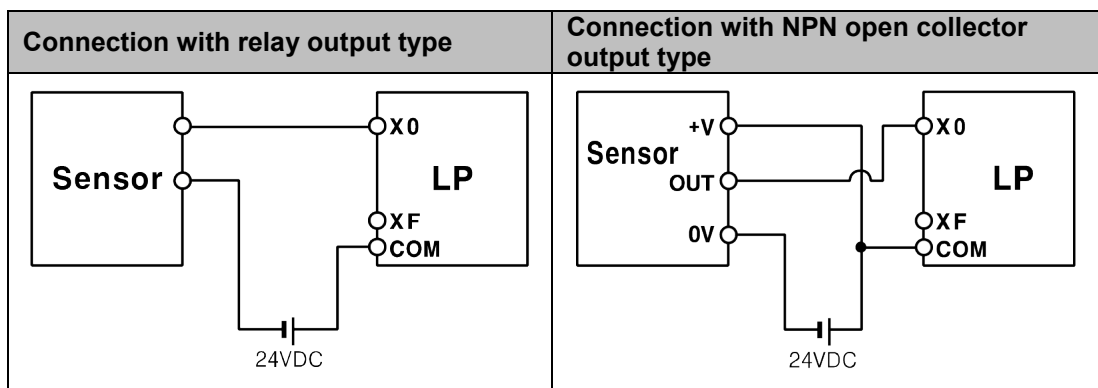 Connection with relay output type
Connection with NPN open collector
output type
Sensor
X0
LP
XF
COM
24VDC
+V
Sensor
OUT
0V
X0
LP
XF
COM
24VDC